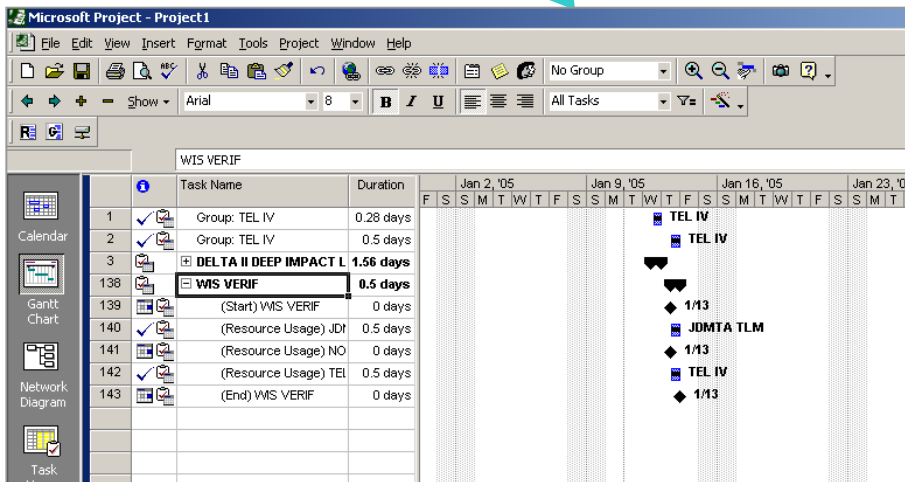 Microsoft Project - Project1
File Edit View Insert Format Tools Project Window Help
ABC No Group
Show Arial 8 B I U All Tasks
R G
WIS VERIF
Task Name Duration Jan 2, '05 Jan 9, '05 Jan 16, '05 Jan 23, '0
F S S M T W T F S S M T W T F S S M T W T F S S M T
1 Group: TEL IV 0.28 days TEL IV
Calendar 2 Group: TEL IV 0.5 days TEL IV
3 DELTA II DEEP IMPACT L 1.56 days
138 WIS VERIF 0.5 days
Gantt Chart 139 (Start) WIS VERIF 0 days 1/13
140 (Resource Usage) JDM 0.5 days JDMTA TLM
141 (Resource Usage) NO 0 days 1/13
Network Diagram 142 (Resource Usage) TEL 0.5 days TEL IV
143 (End) WIS VERIF 0 days 1/13
Task